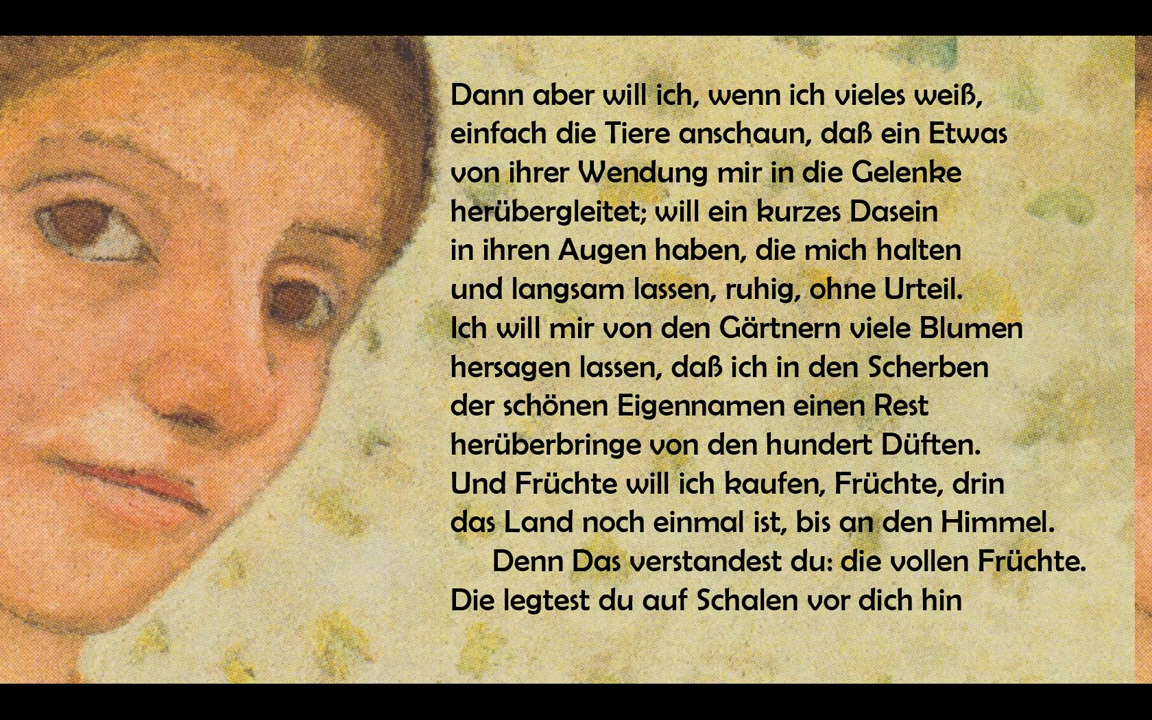 Dann aber will ich, wenn ich vieles weiß,
einfach die Tiere anschaun, daß ein Etwas
von ihrer Wendung mir in die Gelenke
herübergleitet; will ein kurzes Dasein
in ihren Augen haben, die mich halten
und langsam lassen, ruhig, ohne Urteil.
Ich will mir von den Gärtnern viele Blumen
hersagen lassen, daß ich in den Scherben
der schönen Eigennamen einen Rest
herüberbringe von den hundert Düften.
Und Früchte will ich kaufen, Früchte, drin
das Land noch einmal ist, bis an den Himmel.
Denn Das verstandest du: die vollen Früchte.
Die legtest du auf Schalen vor dich hin